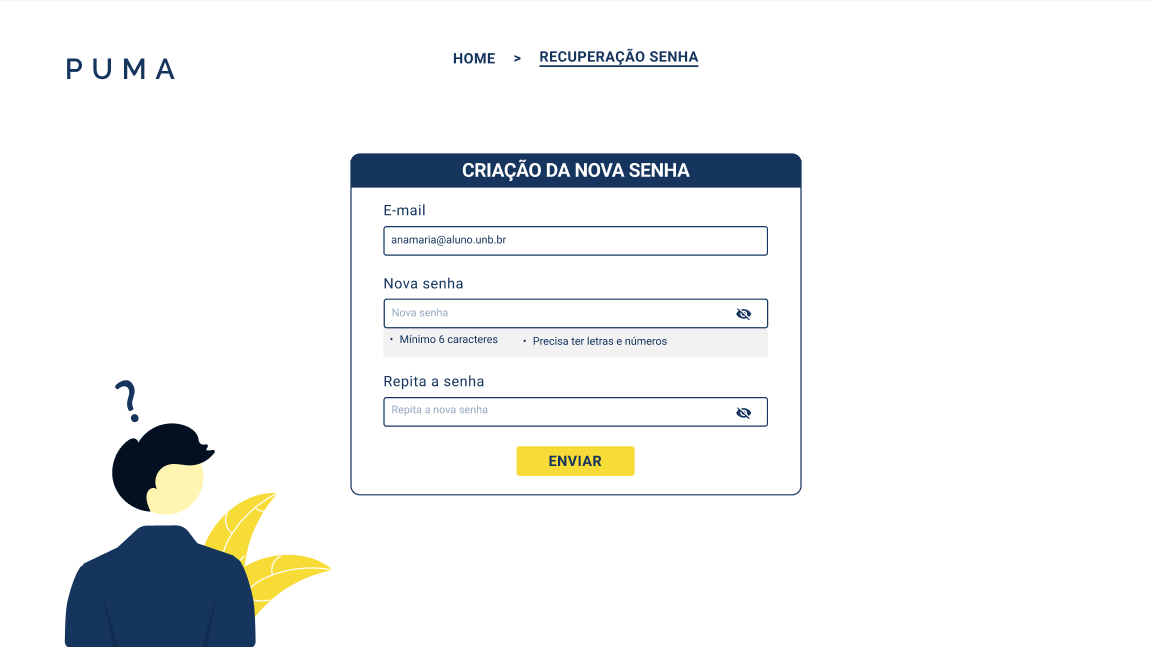 PUMA
HOME > RECUPERAÇÃO SENHA
CRIAÇÃO DA NOVA SENHA
E-mail
anamaria@aluno.unb.br
Nova senha
Nova senha
• Mínimo 6 caracteres • Precisa ter letras e números
Repita a senha
Repita a nova senha
ENVIAR
?